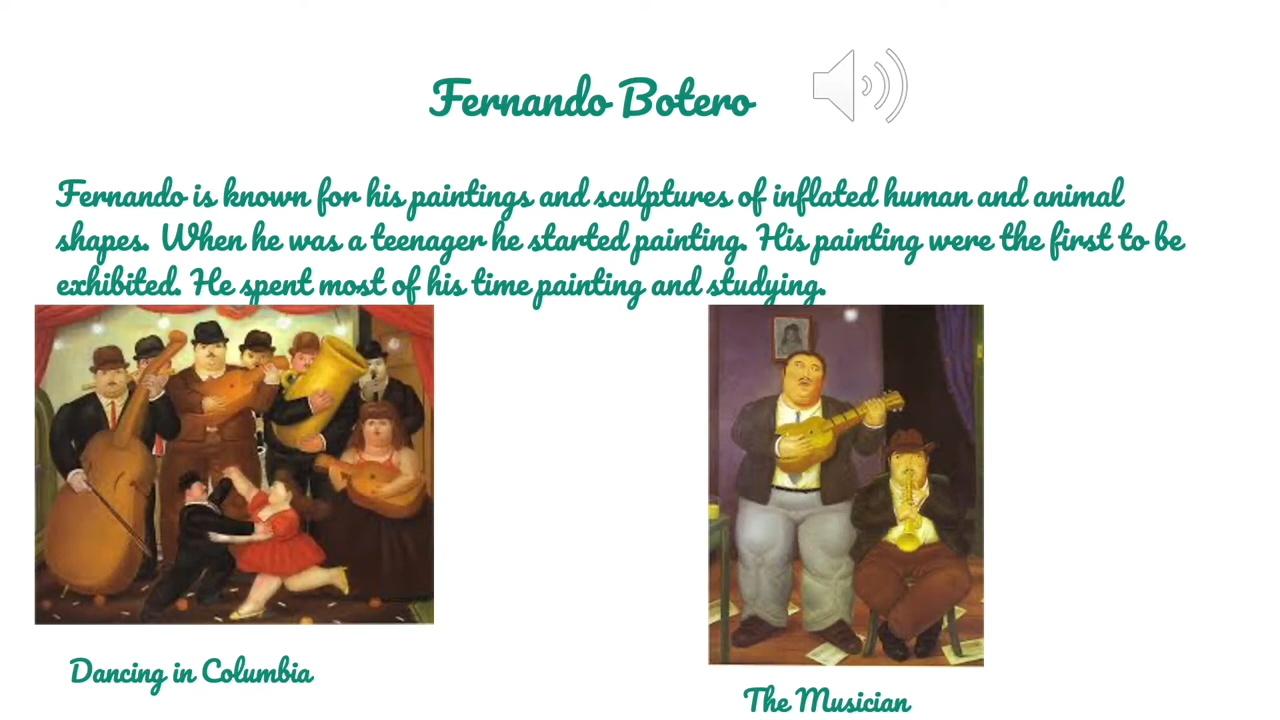 Fernando Botero
Fernando is known for his paintings and sculptures of inflated human and animal
shapes. When he was a teenager he started painting. His painting were the first to be
exhibited. He spent most of his time painting and studying.
Dancing in Columbia
The Musician